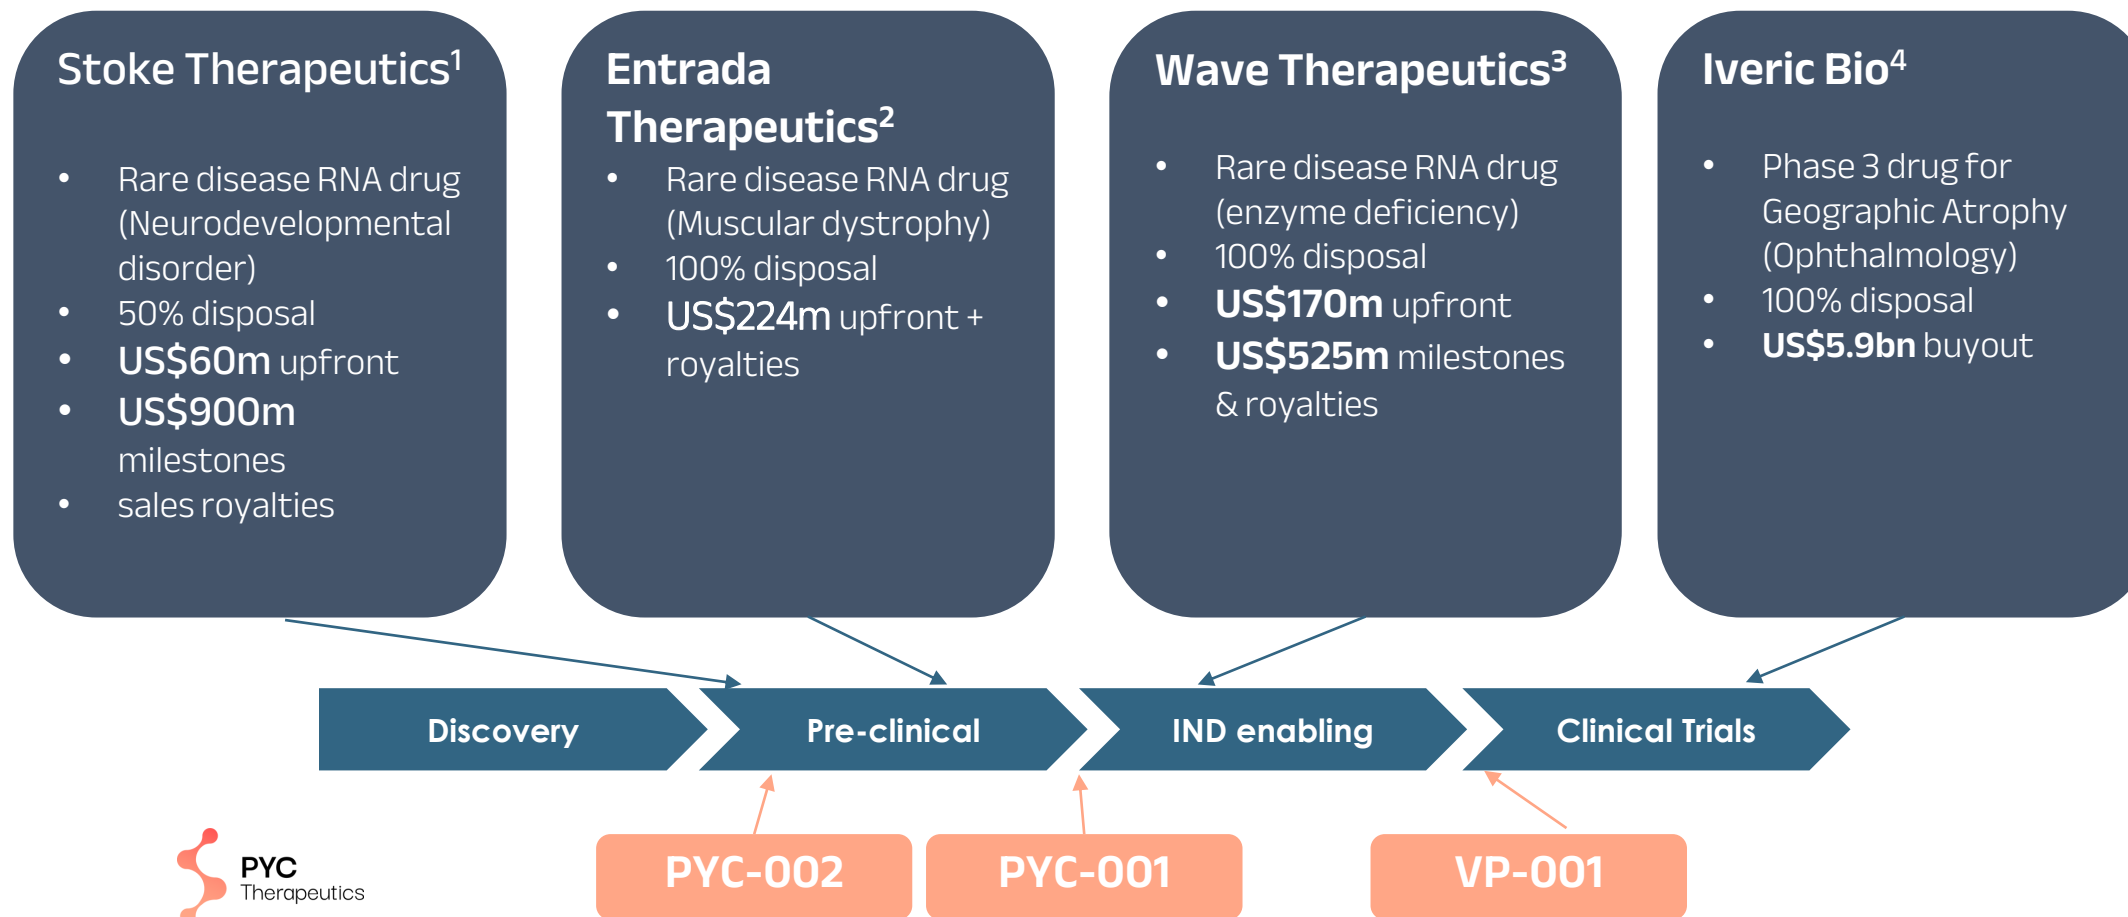 Stoke Therapeutics¹
• Rare disease RNA drug
(Neurodevelopmental
disorder)
• 50% disposal
• US$60m upfront
• US$900m
milestones
• sales royalties
Entrada
Therapeutics²
• Rare disease RNA drug
(Muscular dystrophy)
• 100% disposal
• US$224m upfront +
royalties
Wave Therapeutics³
• Rare disease RNA drug
(enzyme deficiency)
• 100% disposal
• US$170m upfront
• US$525m milestones
& royalties
Iveric Bio⁴
• Phase 3 drug for
Geographic Atrophy
(Ophthalmology)
• 100% disposal
• US$5.9bn buyout
Discovery
Pre-clinical
IND enabling
Clinical Trials
PYC-002
PYC-001
VP-001
PYC
Therapeutics